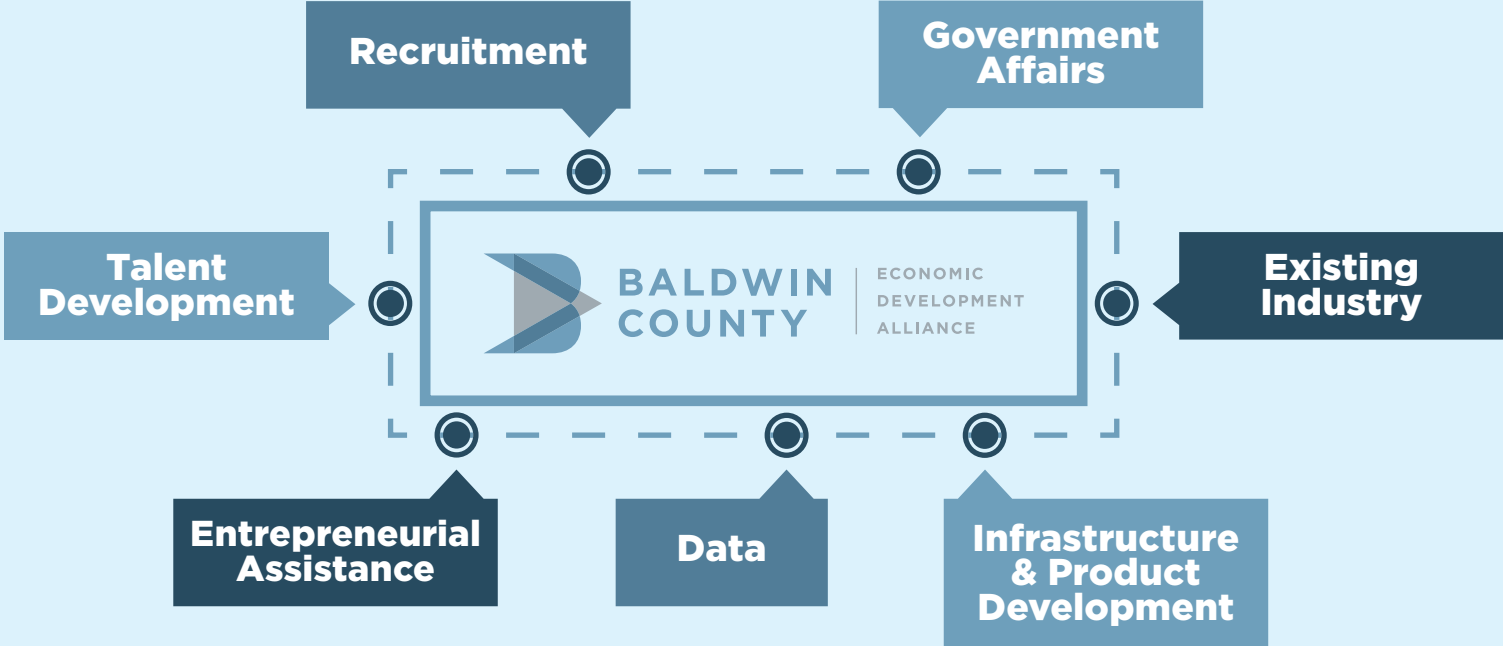 Recruitment
Government
Affairs
Talent
Development
BALDWIN
COUNTY
ECONOMIC
DEVELOPMENT
ALLIANCE
Existing
Industry
Entrepreneurial
Assistance
Data
Infrastructure
& Product
Development